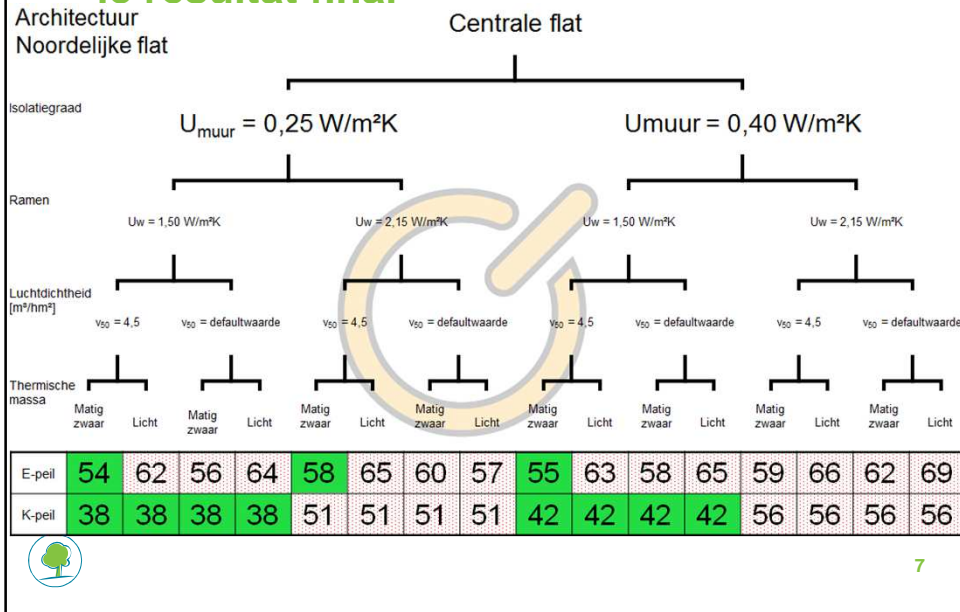 le résultat final
Architectuur
Noordelijke flat
Centrale flat
Isolatiegraad
Umuur = 0,25 W/m²K
Umuur = 0,40 W/m²K
Ramen
Uw = 1,50 W/m²K
Uw = 2,15 W/m²K
Uw = 1,50 W/m²K
Uw = 2,15 W/m²K
Luchtdichtheid
[m³/hm²]
v50 = 4,5
v50 = defaultwaarde
v50 = 4,5
v50 = defaultwaarde
v50 = 4,5
v50 = defaultwaarde
v50 = 4,5
v50 = defaultwaarde
Thermische
massa
Matig zwaar Licht Matig zwaar Licht Matig zwaar Licht Matig zwaar Licht Matig zwaar Licht Matig zwaar Licht Matig zwaar Licht Matig zwaar Licht
E-peil 54 62 56 64 58 65 60 57 55 63 58 65 59 66 62 69
K-peil 38 38 38 38 51 51 51 51 42 42 42 42 56 56 56 56
7